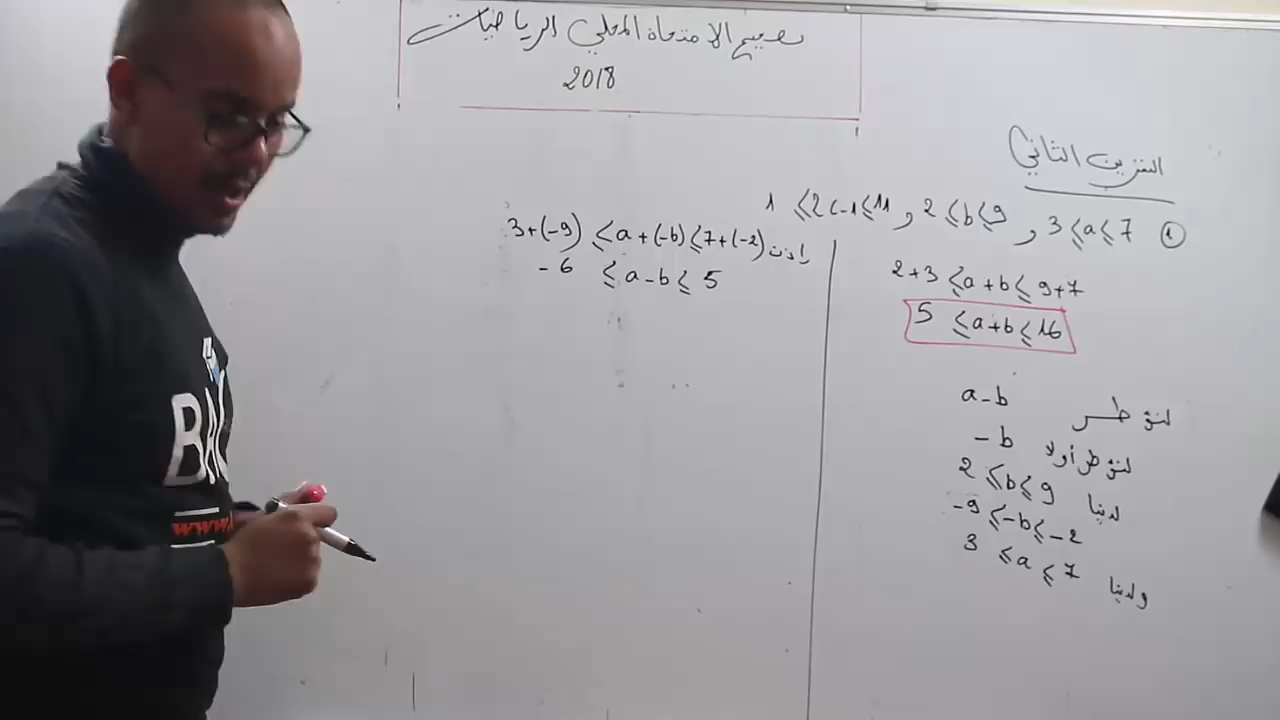 تصحيح الامتحان المحلي الرياضيات
2018
التمرين الثاني
① 3 ⩽ a ⩽ 7 و 2 ⩽ b ⩽ 9 و 1 ⩽ 2c-1 ⩽ 11
2+3 ⩽ a+b ⩽ 9+7
5 ⩽ a+b ⩽ 16
لنؤطر a-b
لنؤطر أولا -b
لدينا 2 ⩽ b ⩽ 9
-9 ⩽ -b ⩽ -2
ولدينا 3 ⩽ a ⩽ 7
إذن 3+(-9) ⩽ a+(-b) ⩽ 7+(-2)
-6 ⩽ a-b ⩽ 5